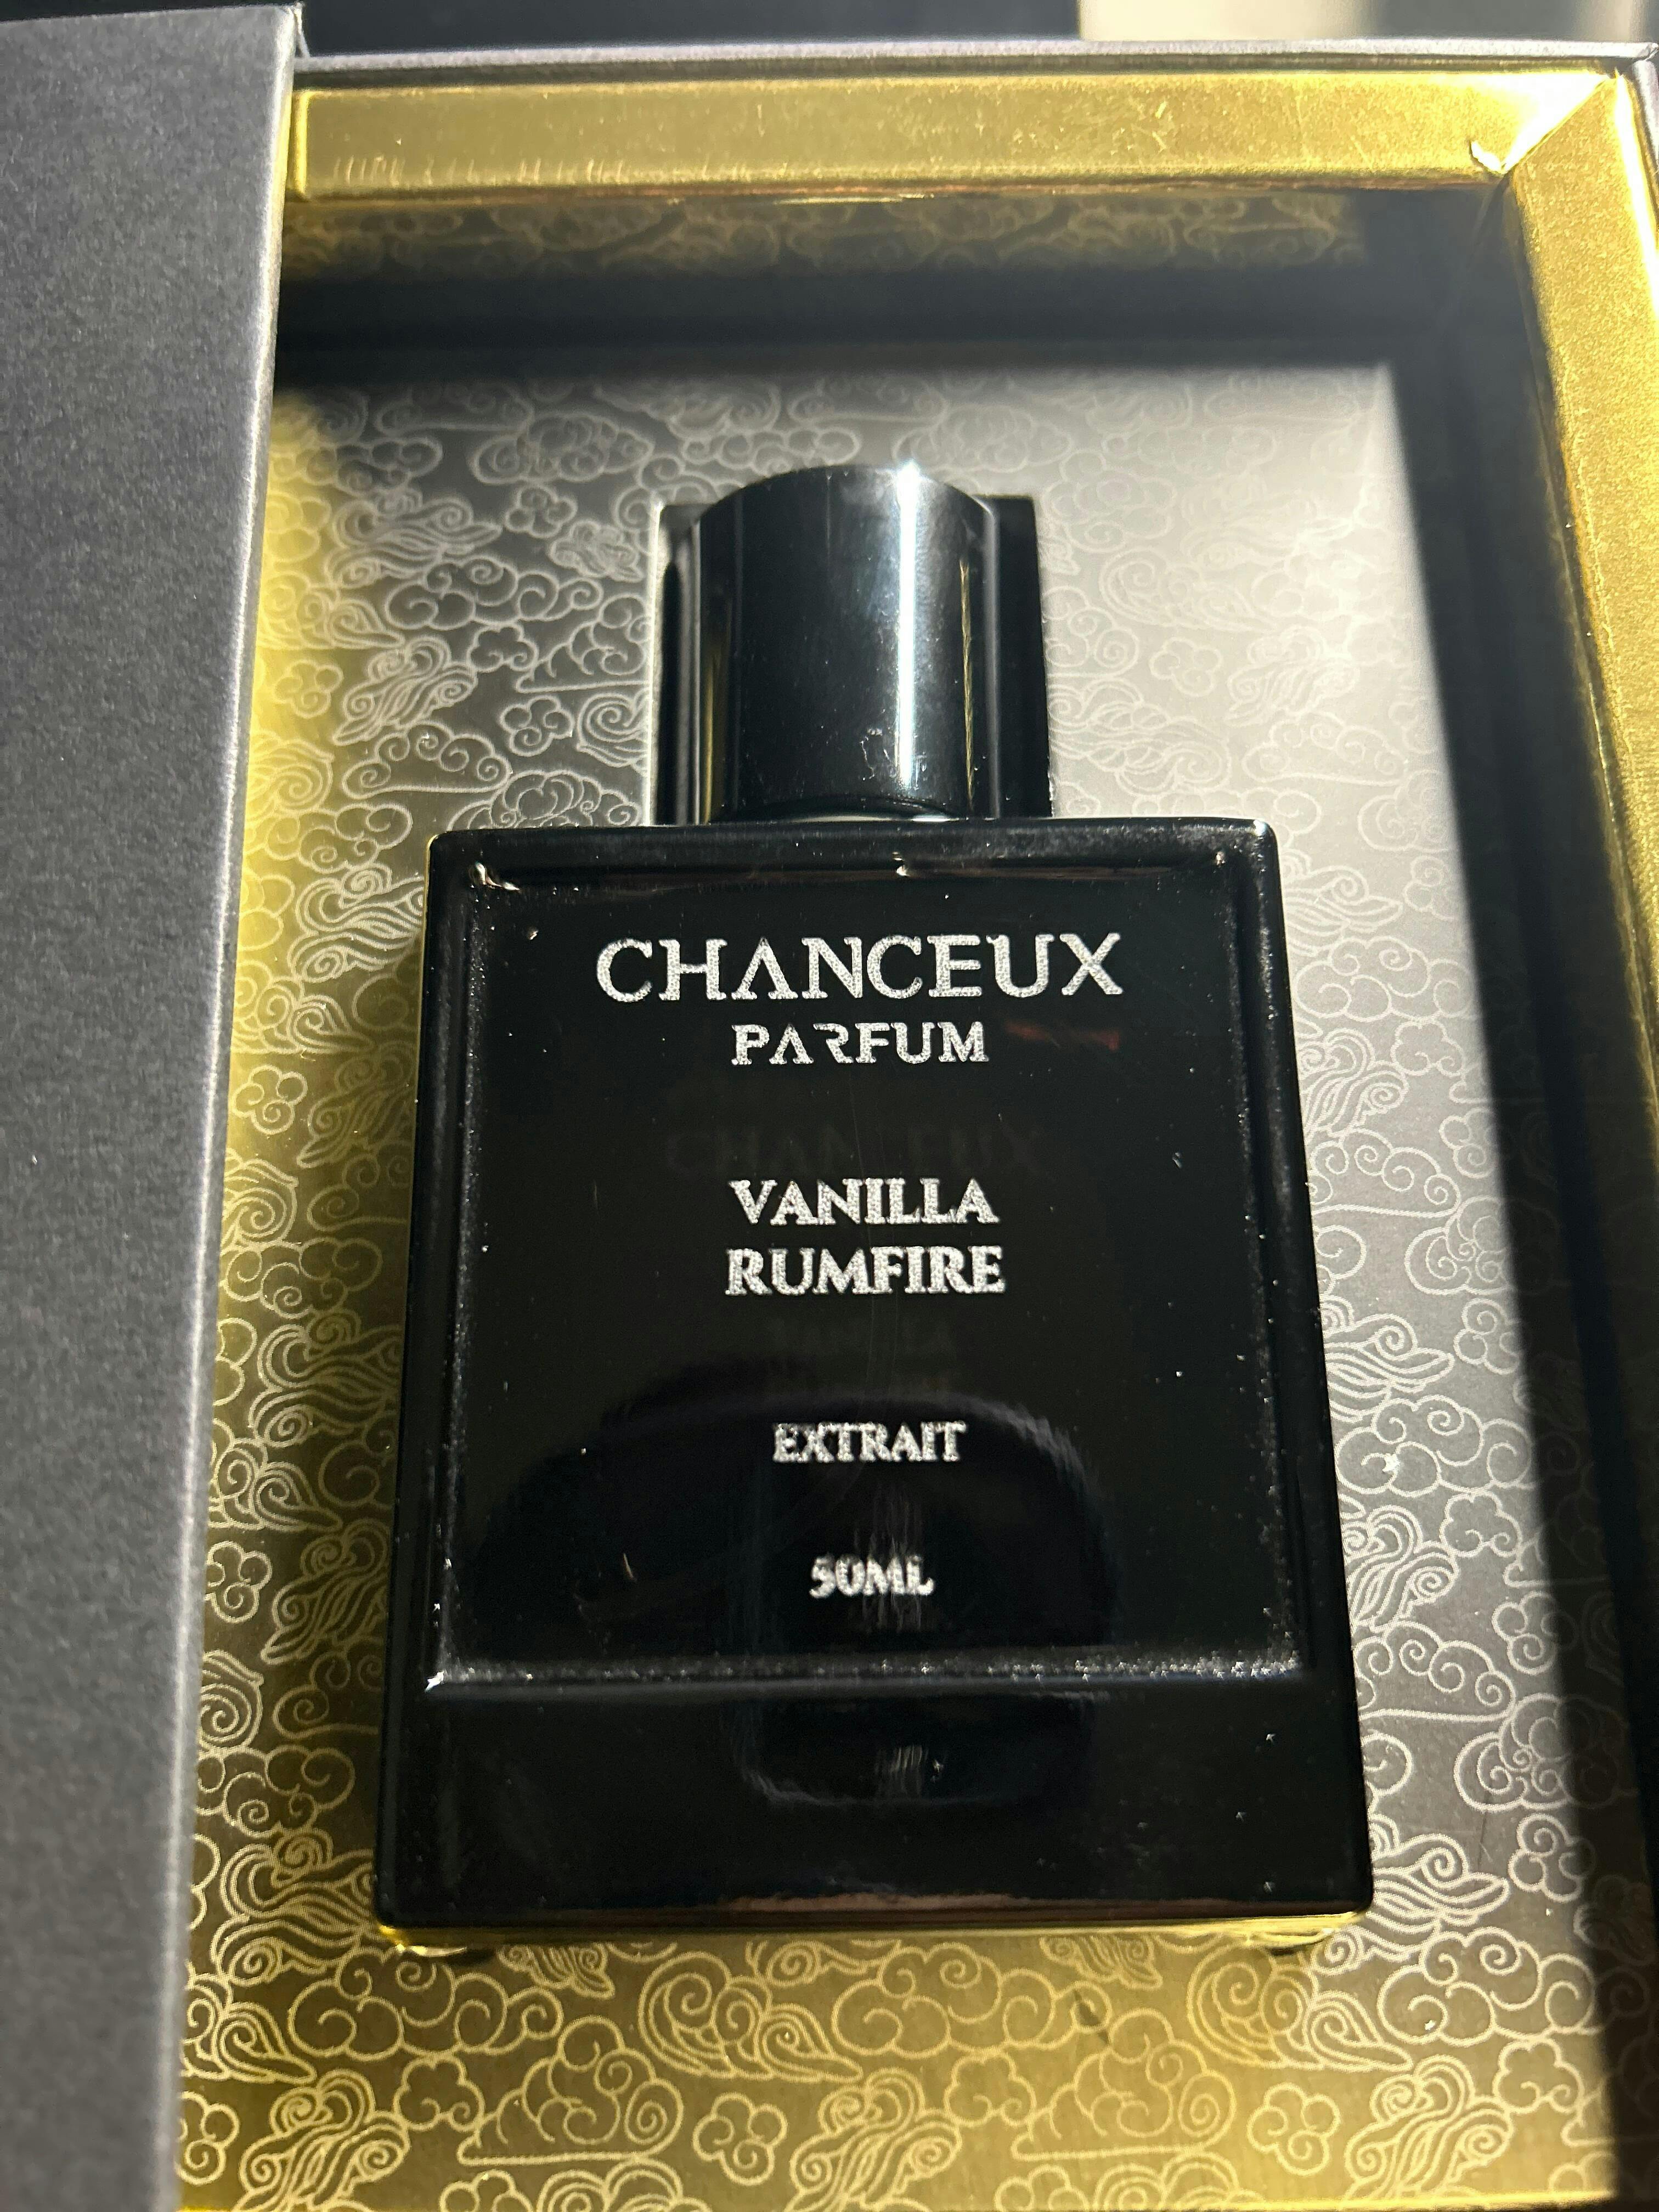 CHANCEUX
PARFUM
VANILLA
RUMFIRE
EXTRAIT
50ML